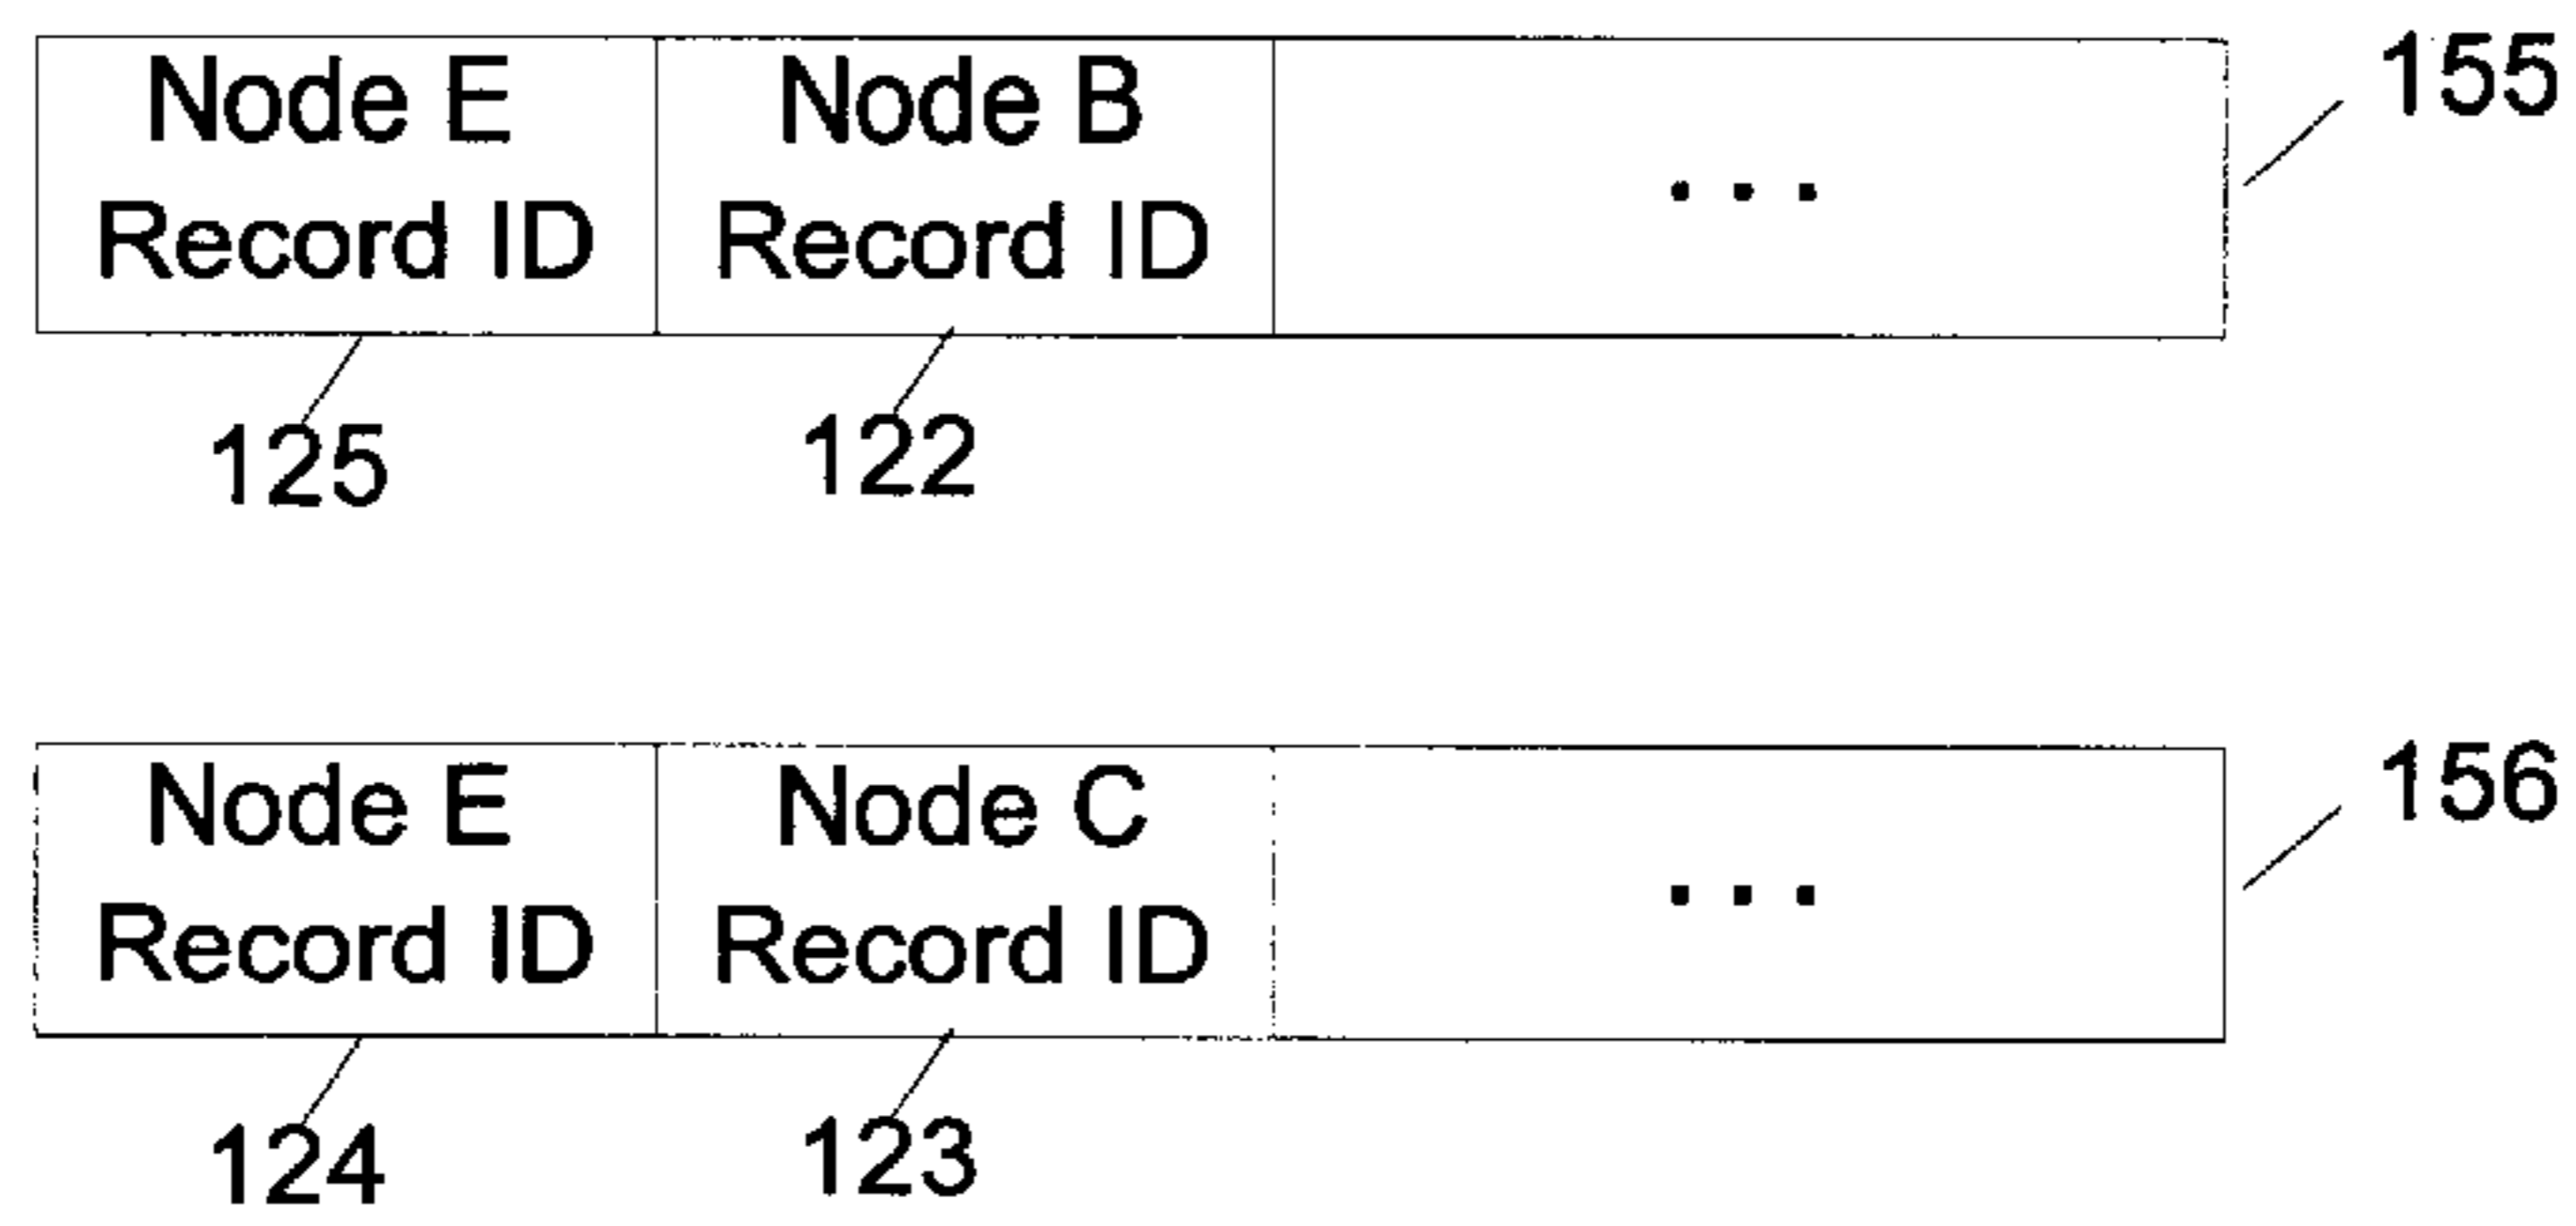 Node E Node B
Record ID Record ID ... 155
125 122
Node E Node C
Record ID Record ID ... 156
124 123